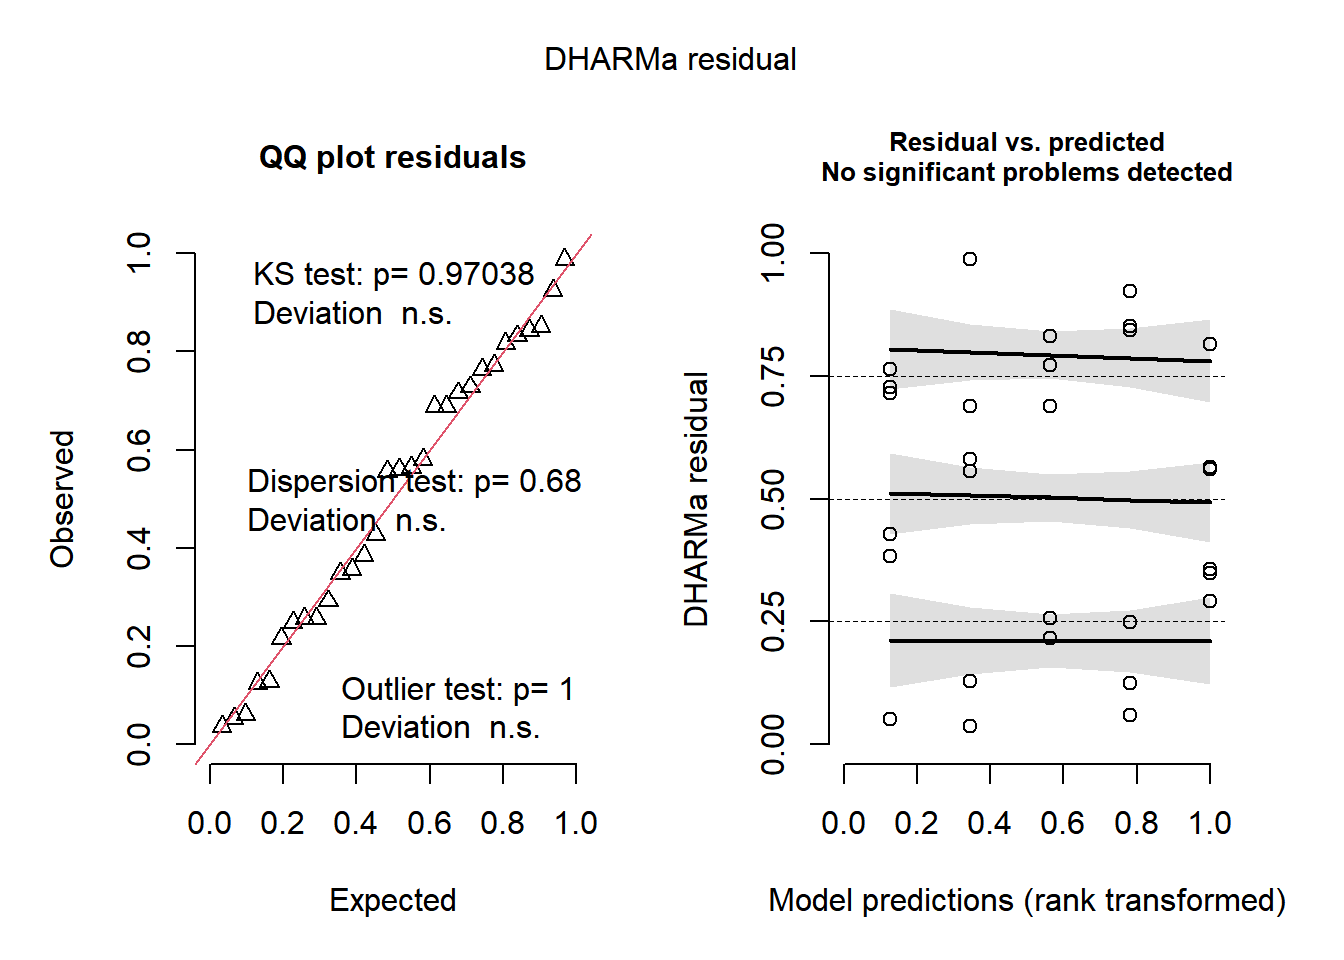 DHARMa residual
QQ plot residuals
KS test: p= 0.97038
Deviation  n.s.
Dispersion test: p= 0.68
Deviation  n.s.
Outlier test: p= 1
Deviation  n.s.
Observed
0.0 0.2 0.4 0.6 0.8 1.0
0.0 0.2 0.4 0.6 0.8 1.0
Expected
Residual vs. predicted
No significant problems detected
DHARMa residual
0.00 0.25 0.50 0.75 1.00
0.0 0.2 0.4 0.6 0.8 1.0
Model predictions (rank transformed)